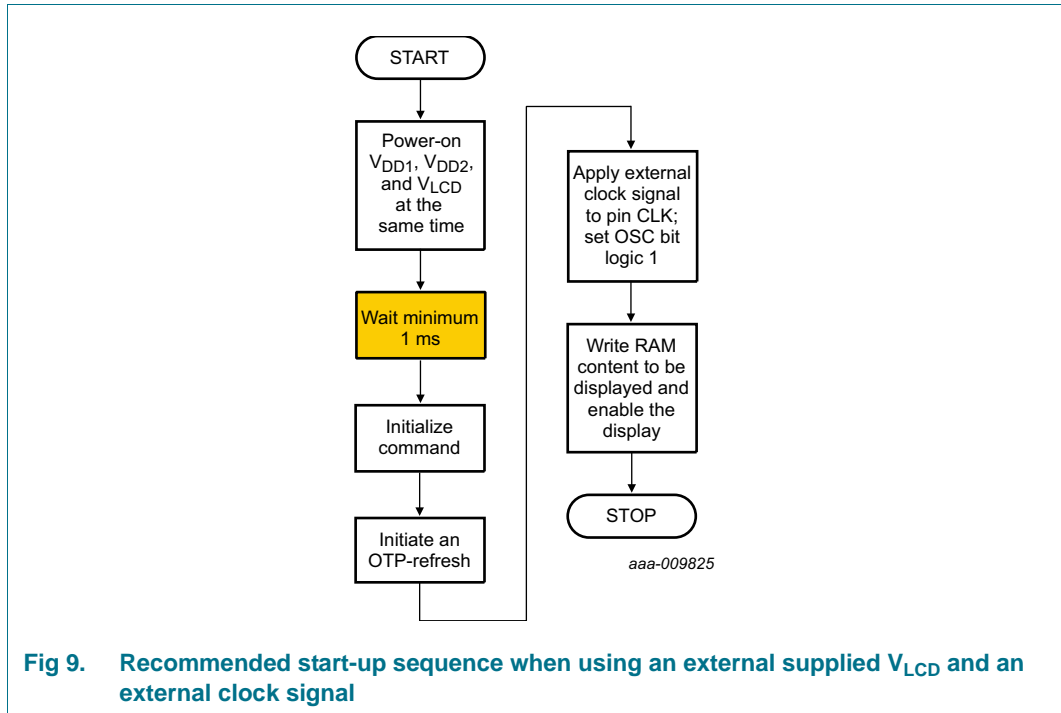 START
Power-on
VDD1, VDD2,
and VLCD
at the
same time
Wait minimum
1 ms
Initialize
command
Initiate an
OTP-refresh
Apply external
clock signal
to pin CLK;
set OSC bit
logic 1
Write RAM
content to be
displayed and
enable the
display
STOP
aaa-009825
Fig 9. Recommended start-up sequence when using an external supplied VLCD and an
external clock signal